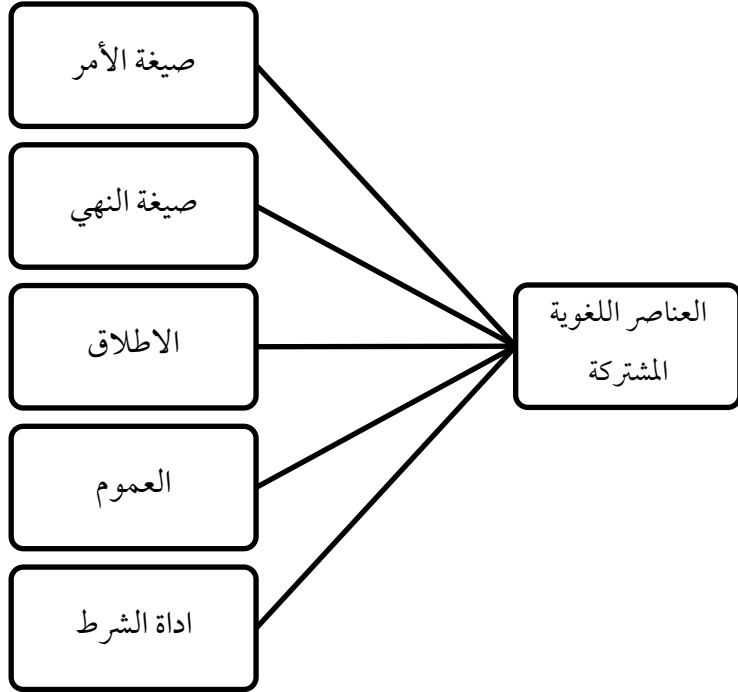 العناصر اللغوية
المشتركة
صيغة الأمر
صيغة النهي
الاطلاق
العموم
اداة الشرط